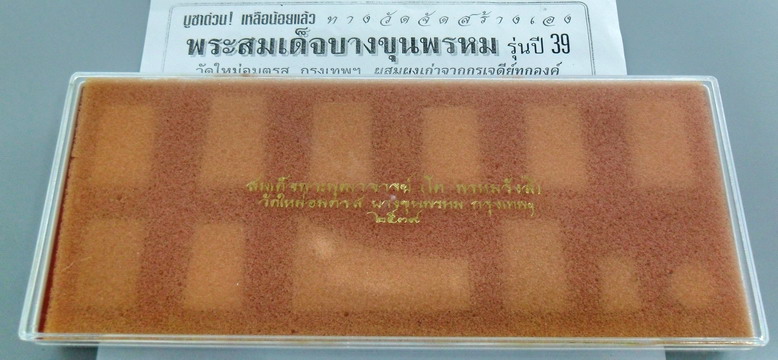 บูชาด่วน! เหลือน้อยแล้ว ทางวัดจัดสร้างเอง
พระสมเด็จบางขุนพรหม รุ่นปี 39
วัดใหม่อมตรส กรุงเทพฯ ผสมผงเก่าจากกรุเจดีย์ทุกองค์
สมเด็จพระพุฒาจารย์ (โต พรหมรังสี)
วัดใหม่อมตรส บางขุนพรหม กรุงเทพฯ
๒๕๓๙